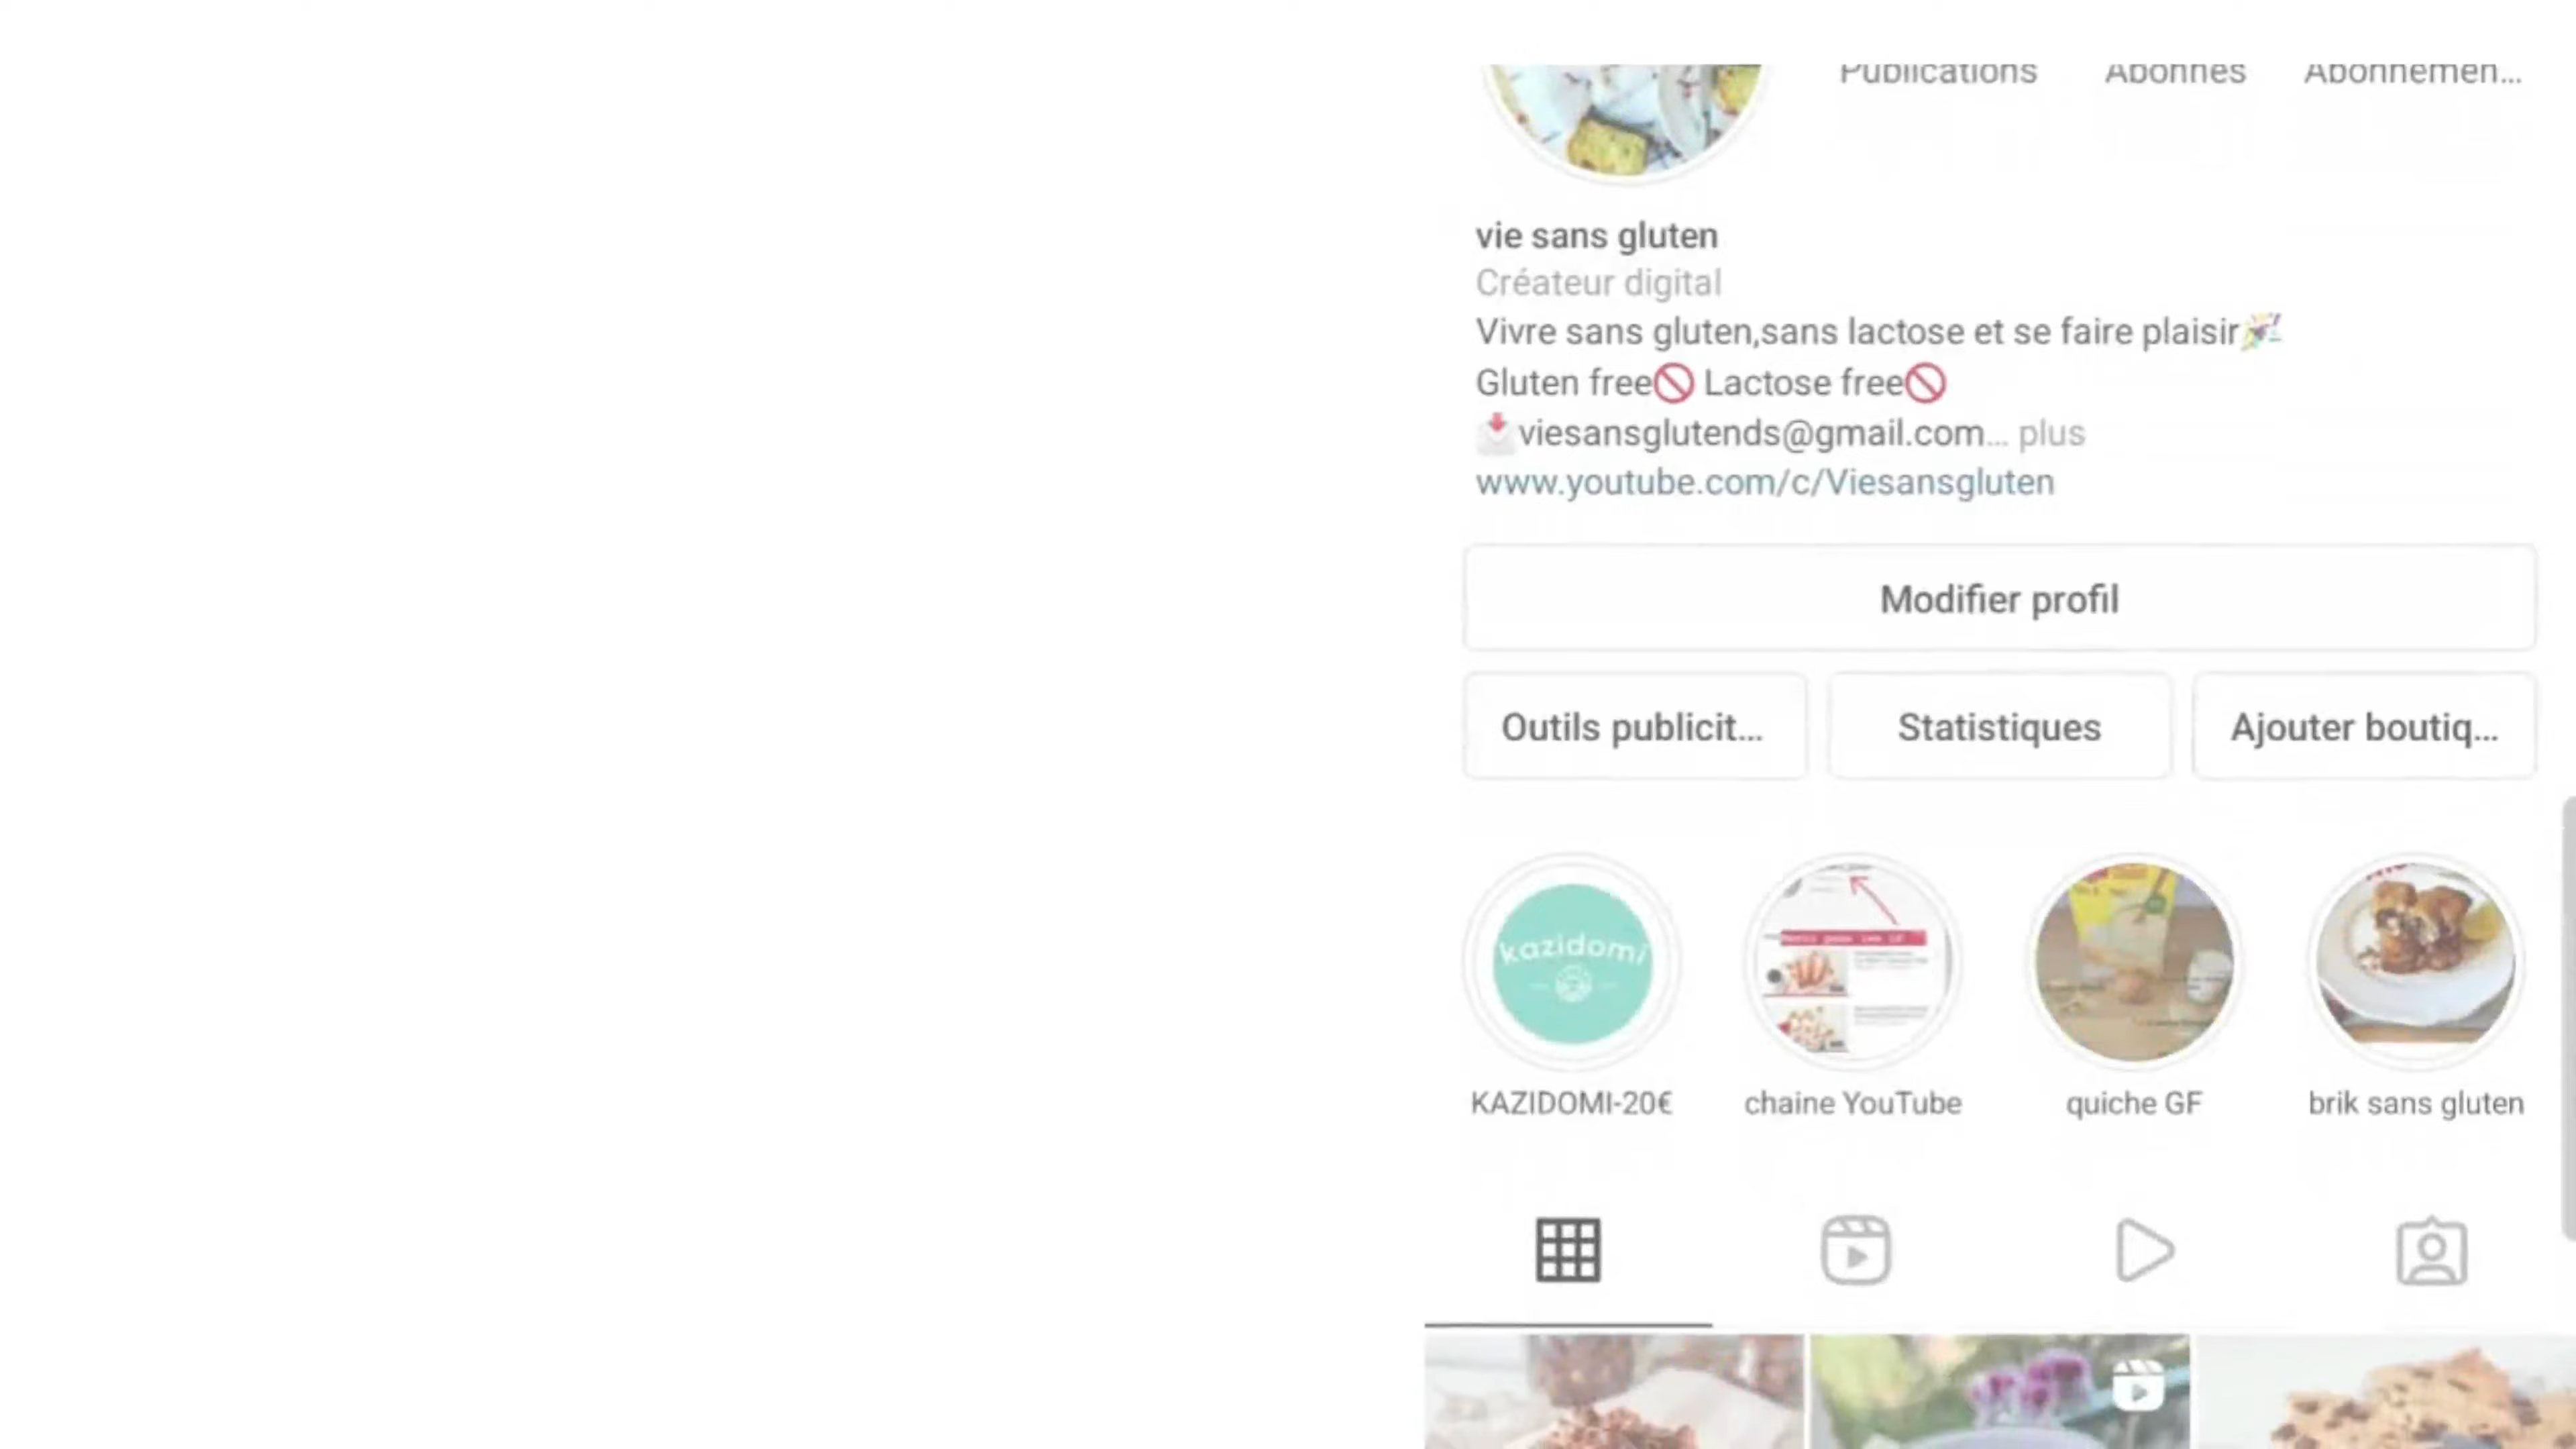 Publications Abonnés Abonnemen...
vie sans gluten
Créateur digital
Vivre sans gluten,sans lactose et se faire plaisir🎉
Gluten free🚫 Lactose free🚫
📩viesansglutends@gmail.com... plus
www.youtube.com/c/Viesansgluten
Modifier profil
Outils publicit... Statistiques Ajouter boutiq...
kazidomi
KAZIDOMI-20€ chaine YouTube quiche GF brik sans gluten